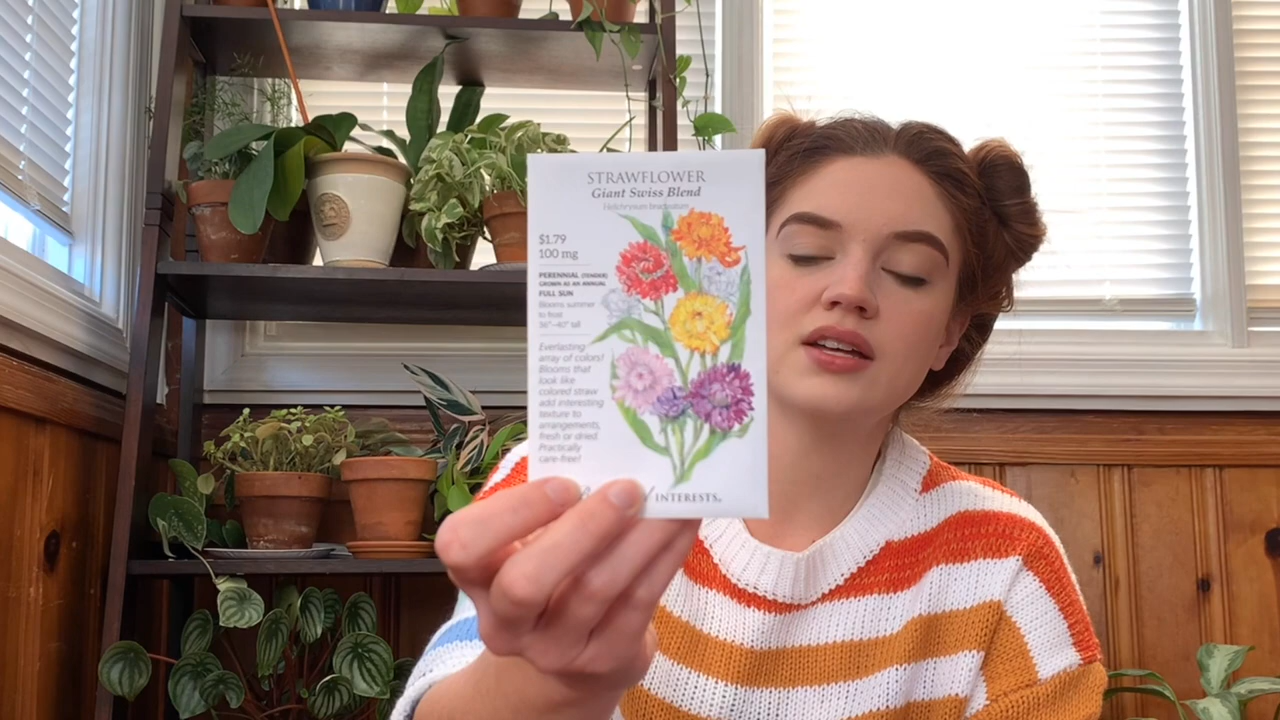 STRAWFLOWER
Giant Swiss Blend
Helichrysum bracteatum
$1.79
100 mg
PERENNIAL (TENDER)
GROWN AS AN ANNUAL
FULL SUN
Blooms summer
to frost
36"–40" tall
Everlasting
array of colors!
Blooms that
look like
colored straw
add interesting
texture to
arrangements,
fresh or dried.
Practically
care-free!
INTERESTS®